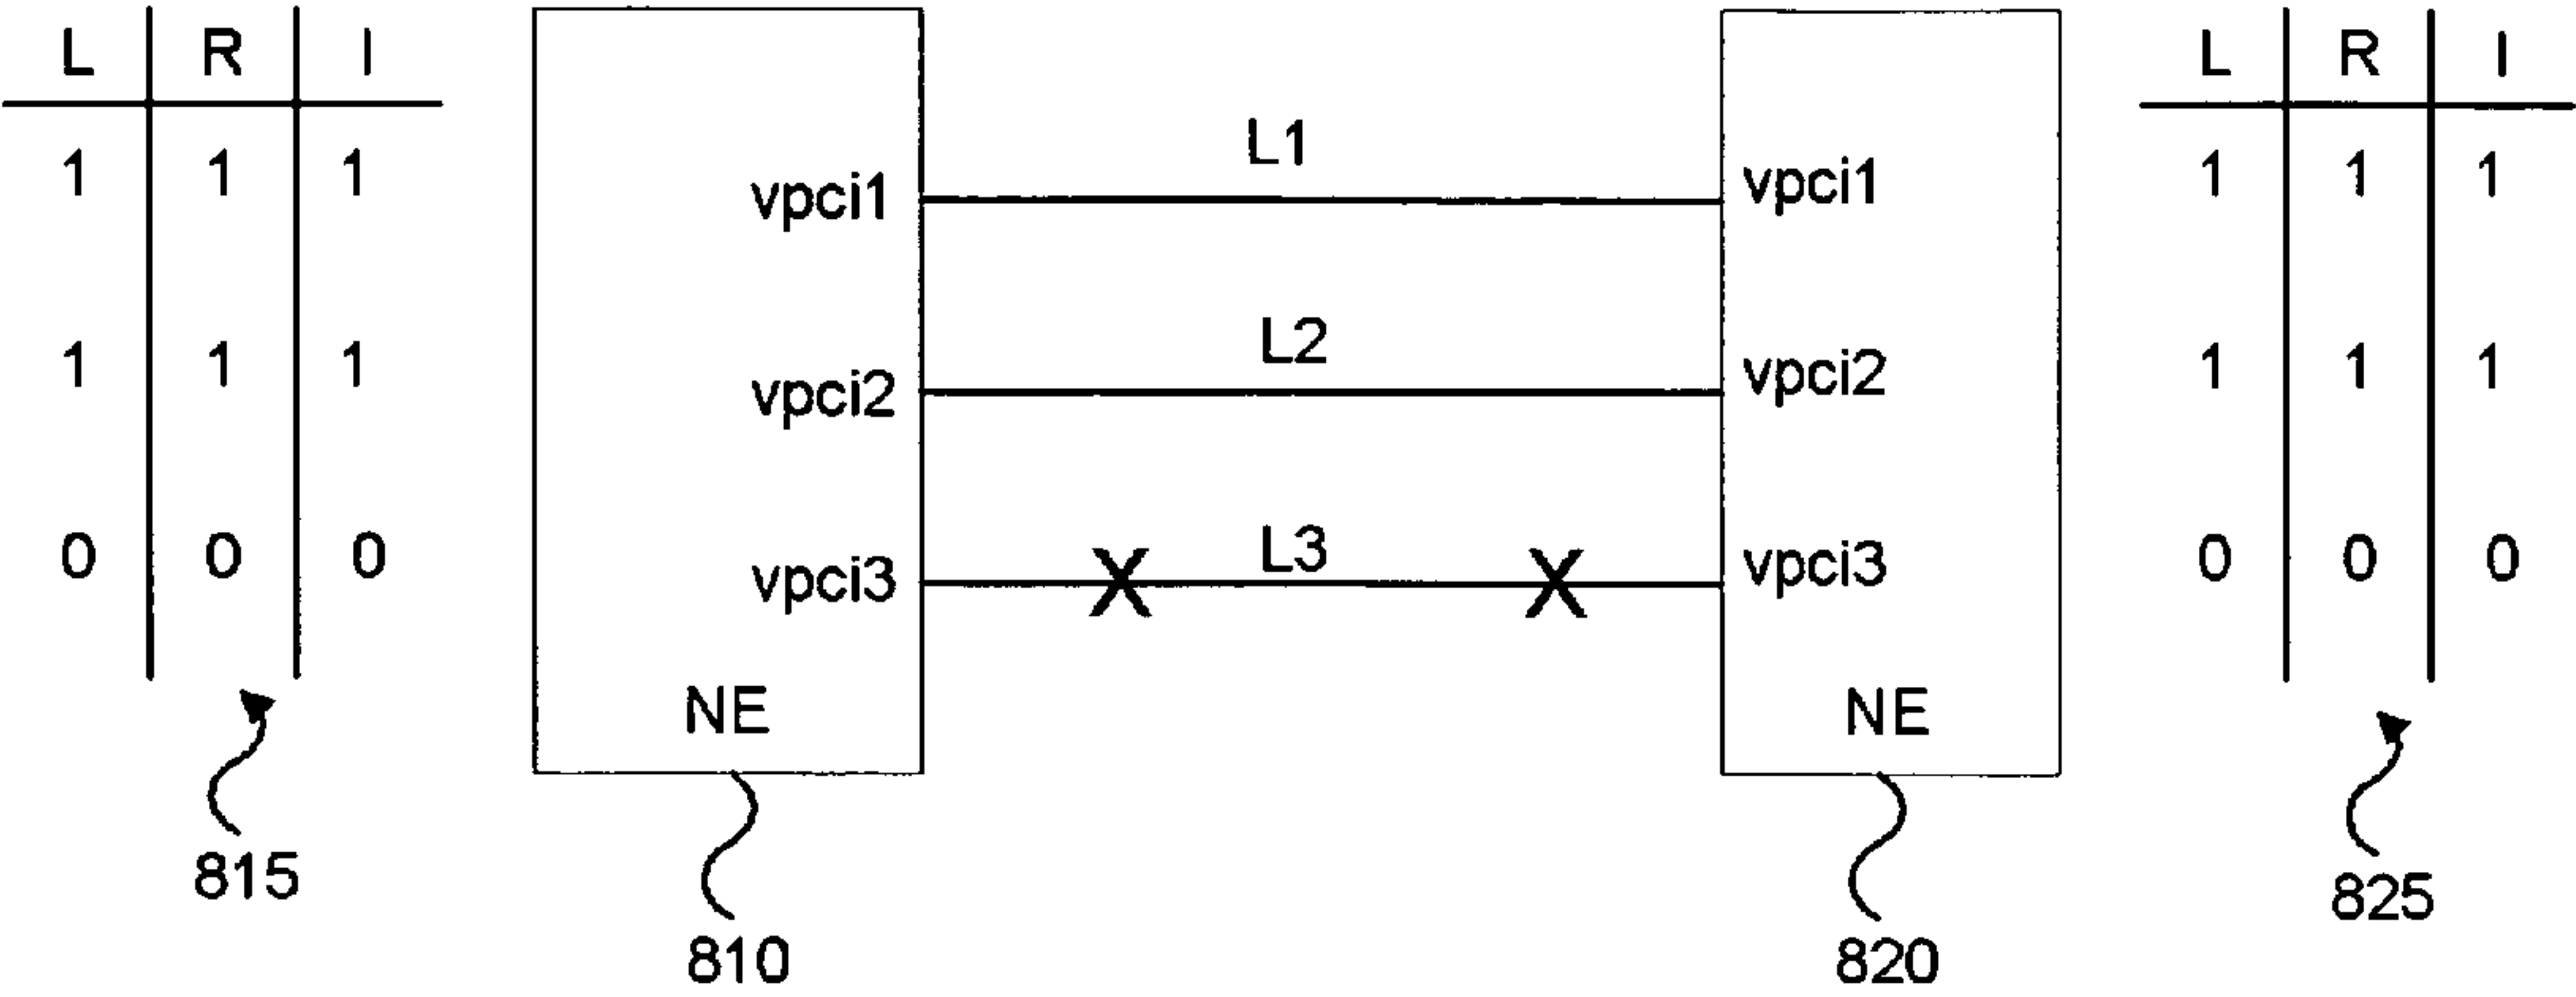 L R I
1 1 1
1 1 1
0 0 0
815
vpci1
vpci2
vpci3
NE
810
L1
L2
X L3 X
vpci1
vpci2
vpci3
NE
820
L R I
1 1 1
1 1 1
0 0 0
825